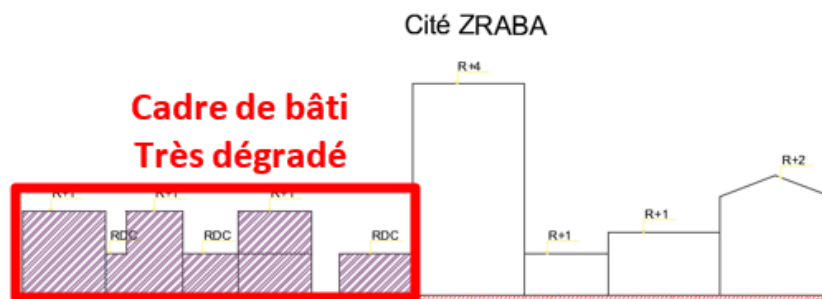 Cité ZRABA
R+4
Cadre de bâti
Très dégradé
R+2
R+1 R+1 R+1
R+1
RDC RDC RDC
R+1